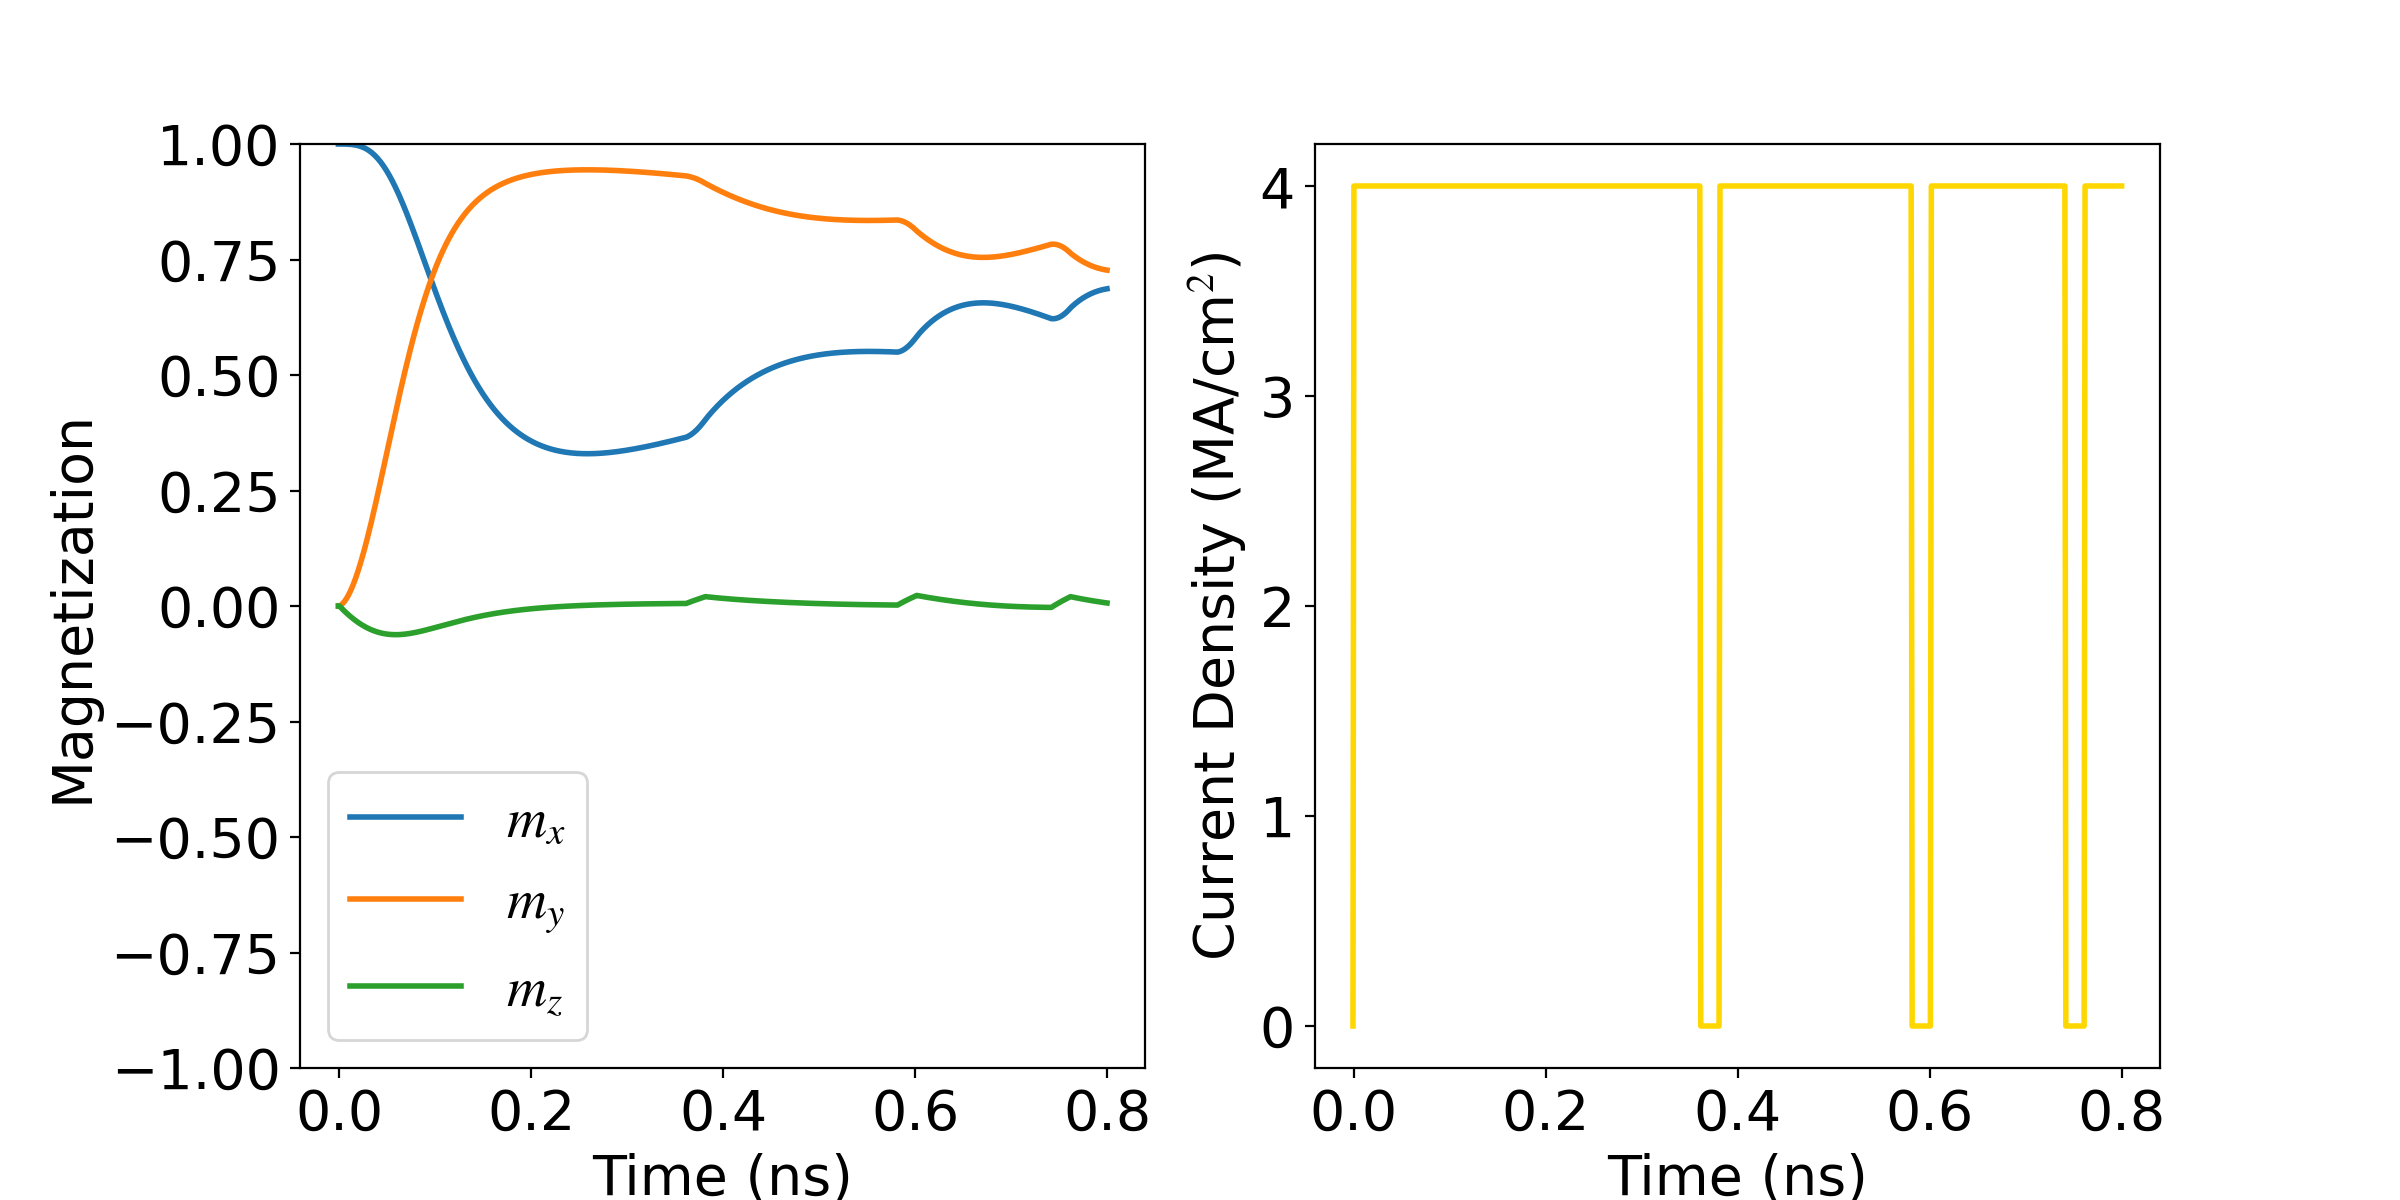 Magnetization
1.00
0.75
0.50
0.25
0.00
−0.25
−0.50
−0.75
−1.00
m_x
m_y
m_z
0.0 0.2 0.4 0.6 0.8
Time (ns)
Current Density (MA/cm²)
4
3
2
1
0
0.0 0.2 0.4 0.6 0.8
Time (ns)